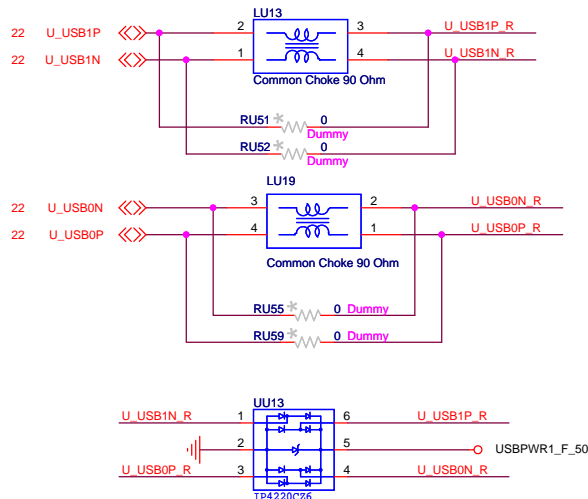 LU13
22 U_USB1P 2 3 U_USB1P_R
22 U_USB1N 1 4 U_USB1N_R
Common Choke 90 Ohm
RU51 * 0
Dummy
RU52 * 0
Dummy
LU19
22 U_USB0N 3 2 U_USB0N_R
22 U_USB0P 4 1 U_USB0P_R
Common Choke 90 Ohm
RU55 * 0 Dummy
RU59 * 0 Dummy
UU13
U_USB1N_R 1 6 U_USB1P_R
2 5 USBPWR1_F_50
U_USB0P_R 3 4 U_USB0N_R
IP4220CZ6